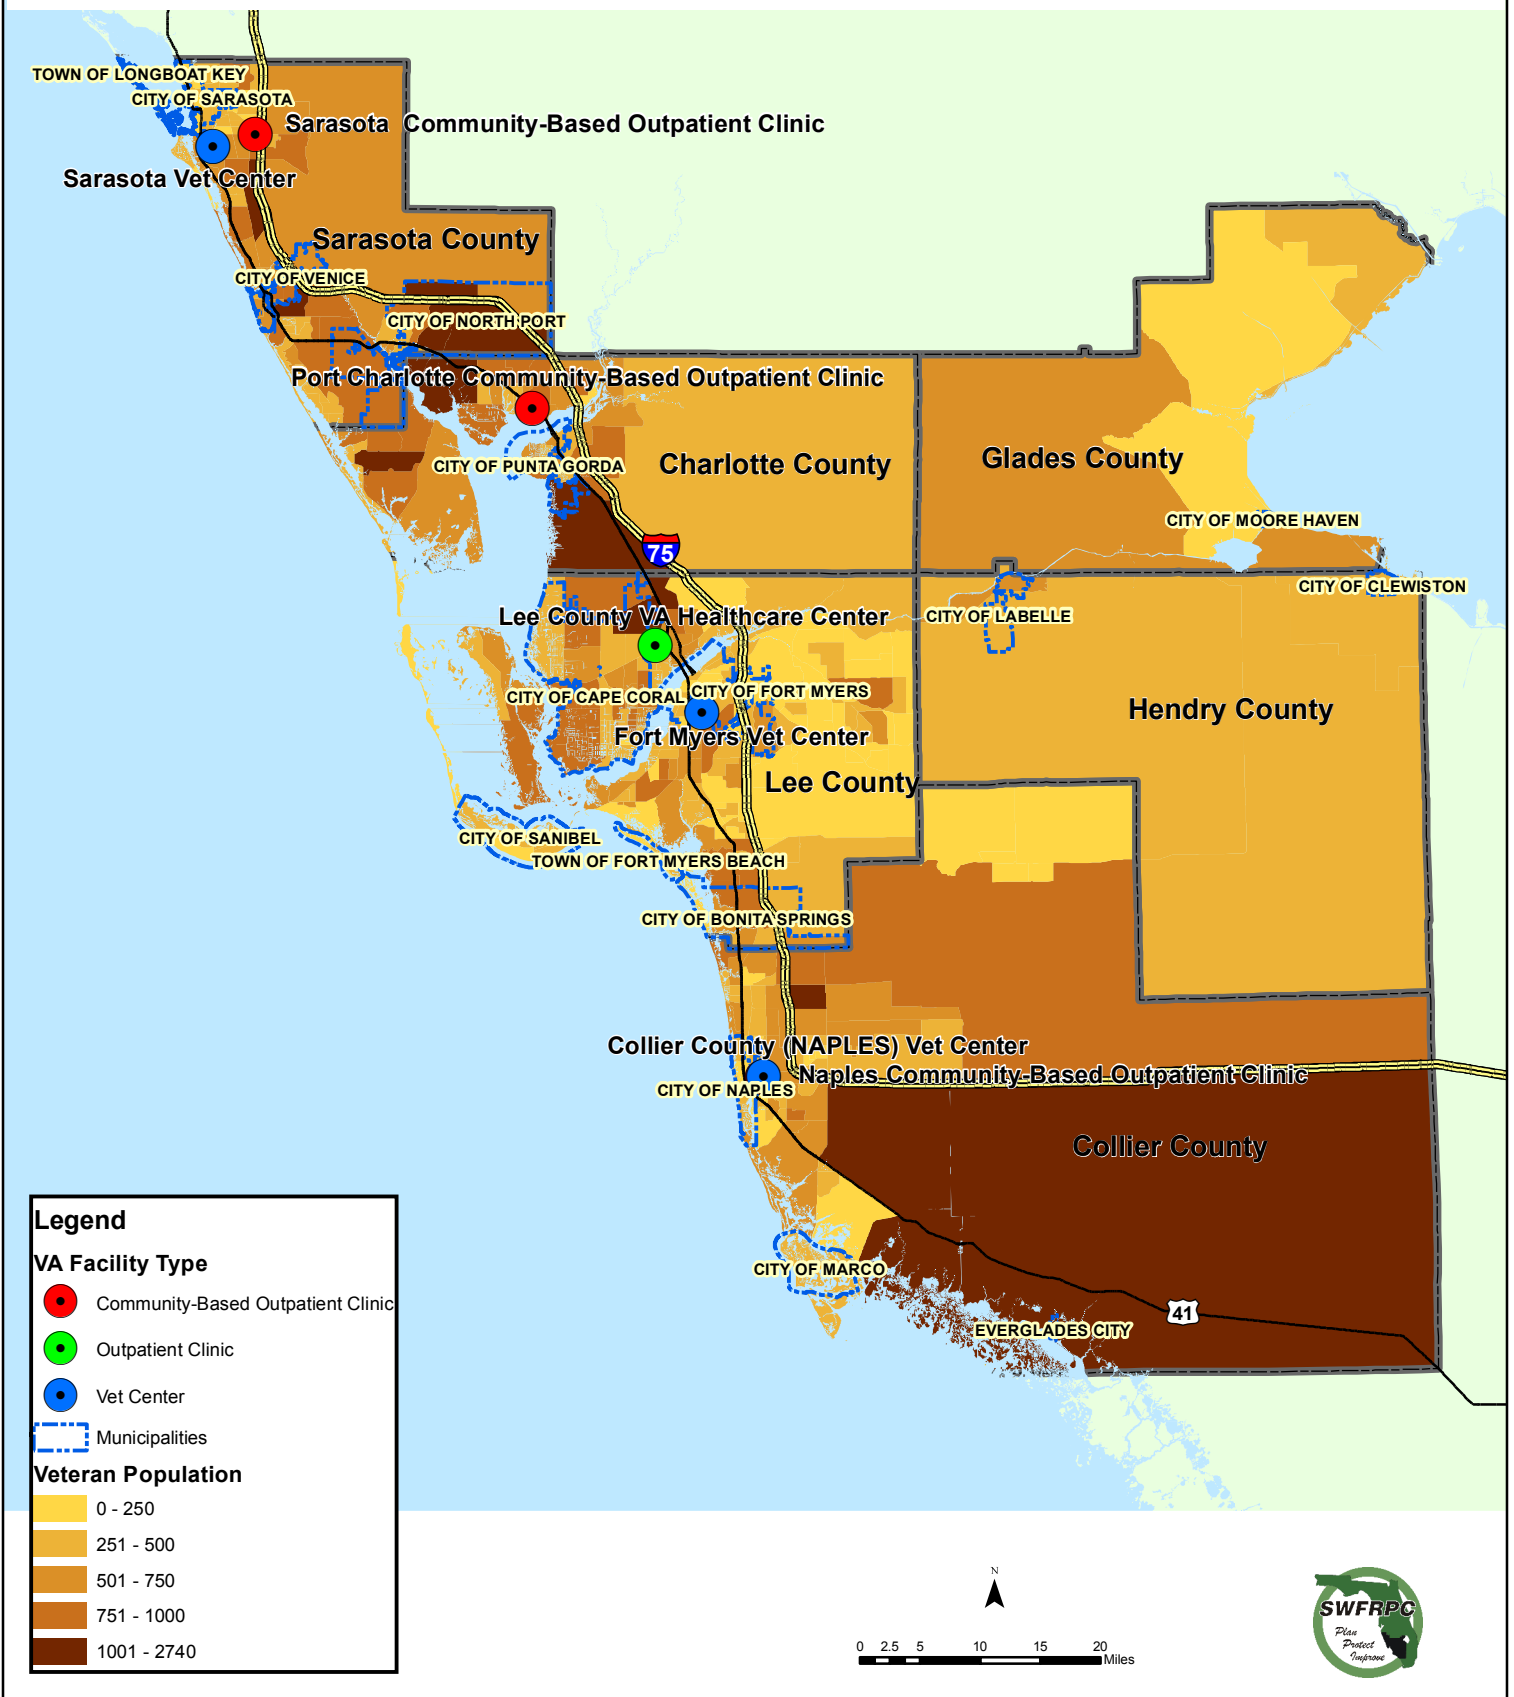 TOWN OF LONGBOAT KEY
CITY OF SARASOTA
Sarasota Community-Based Outpatient Clinic
Sarasota Vet Center
Sarasota County
CITY OF VENICE
CITY OF NORTH PORT
Port Charlotte Community-Based Outpatient Clinic
CITY OF PUNTA GORDA
Charlotte County
Glades County
CITY OF MOORE HAVEN
75
CITY OF CLEWISTON
Lee County VA Healthcare Center
CITY OF LABELLE
CITY OF CAPE CORAL
CITY OF FORT MYERS
Hendry County
Fort Myers Vet Center
Lee County
CITY OF SANIBEL
TOWN OF FORT MYERS BEACH
CITY OF BONITA SPRINGS
Collier County (NAPLES) Vet Center
Naples Community-Based Outpatient Clinic
CITY OF NAPLES
Collier County
CITY OF MARCO
41
EVERGLADES CITY
Legend
VA Facility Type
Community-Based Outpatient Clinic
Outpatient Clinic
Vet Center
Municipalities
Veteran Population
0 - 250
251 - 500
501 - 750
751 - 1000
1001 - 2740
N
0 2.5 5 10 15 20
Miles
SWFRPC
Plan
Protect
Improve